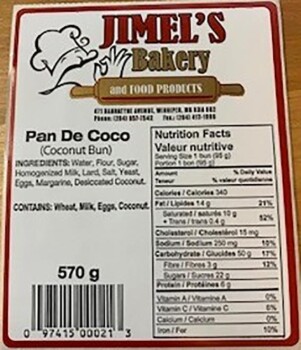 JIMEL'S
Bakery
and FOOD PRODUCTS
Pan De Coco
(Coconut Bun)
INGREDIENTS: Water, Flour, Sugar,
Homogenized Milk, Lard, Salt, Yeast,
Eggs, Margarine, Desiccated Coconut.
CONTAINS: Wheat, Milk, Eggs, Coconut.
570 g
0 97415 00021 3
Nutrition Facts
Valeur nutritive
Serving Size 1 bun (95 g)
Portion 1 bon (95 g)
Amount % Daily Value
Teneur % valeur quotidienne
Calories / Calories 340
Fat / Lipides 14 g 21%
Saturated / saturés 10 g
+ Trans / trans 0.4 g 52%
Cholesterol / Cholestérol 15 mg
Sodium / Sodium 250 mg 10%
Carbohydrate / Glucides 50 g 17%
Fibre / Fibres 3 g 12%
Sugars / Sucres 22 g
Protein / Protéines 6 g
Vitamin A / Vitamine A 0%
Vitamin C / Vitamine C 6%
Calcium / Calcium 0%
Iron / Fer 10%